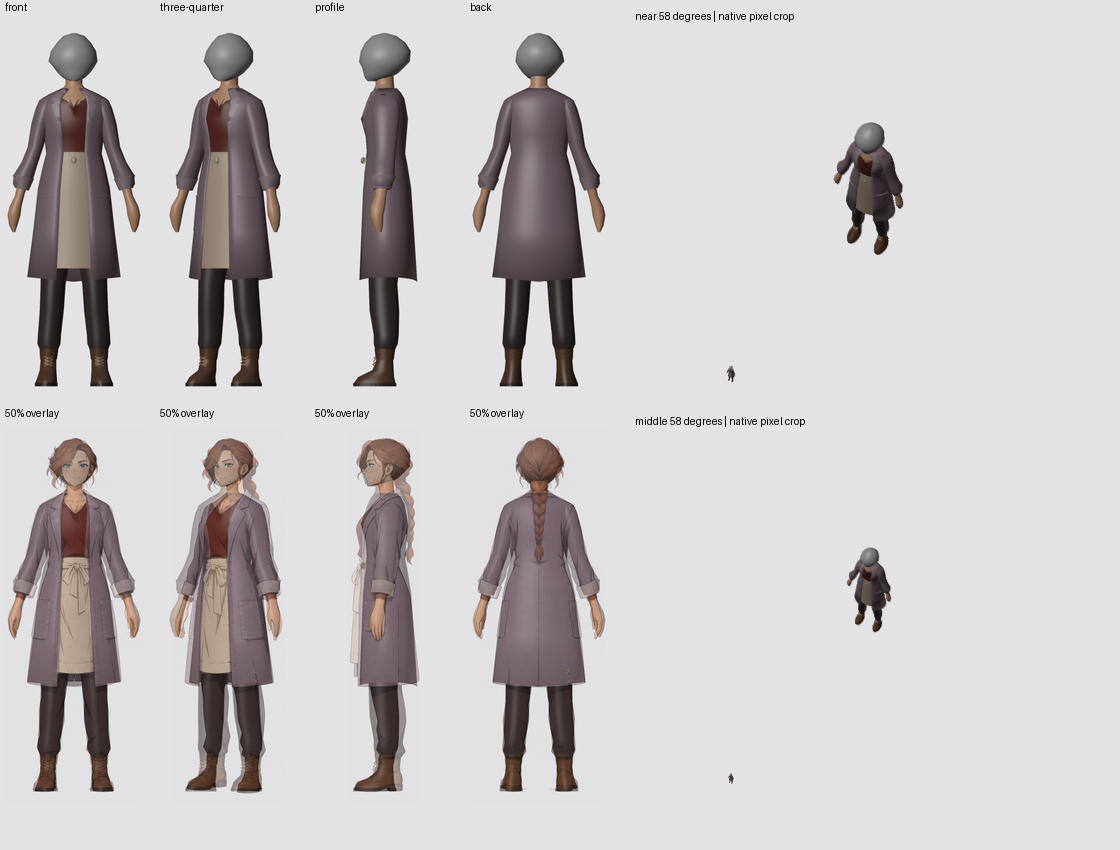 front
three-quarter
profile
back
near 58 degrees | native pixel crop
50% overlay
50% overlay
50% overlay
50% overlay
middle 58 degrees | native pixel crop